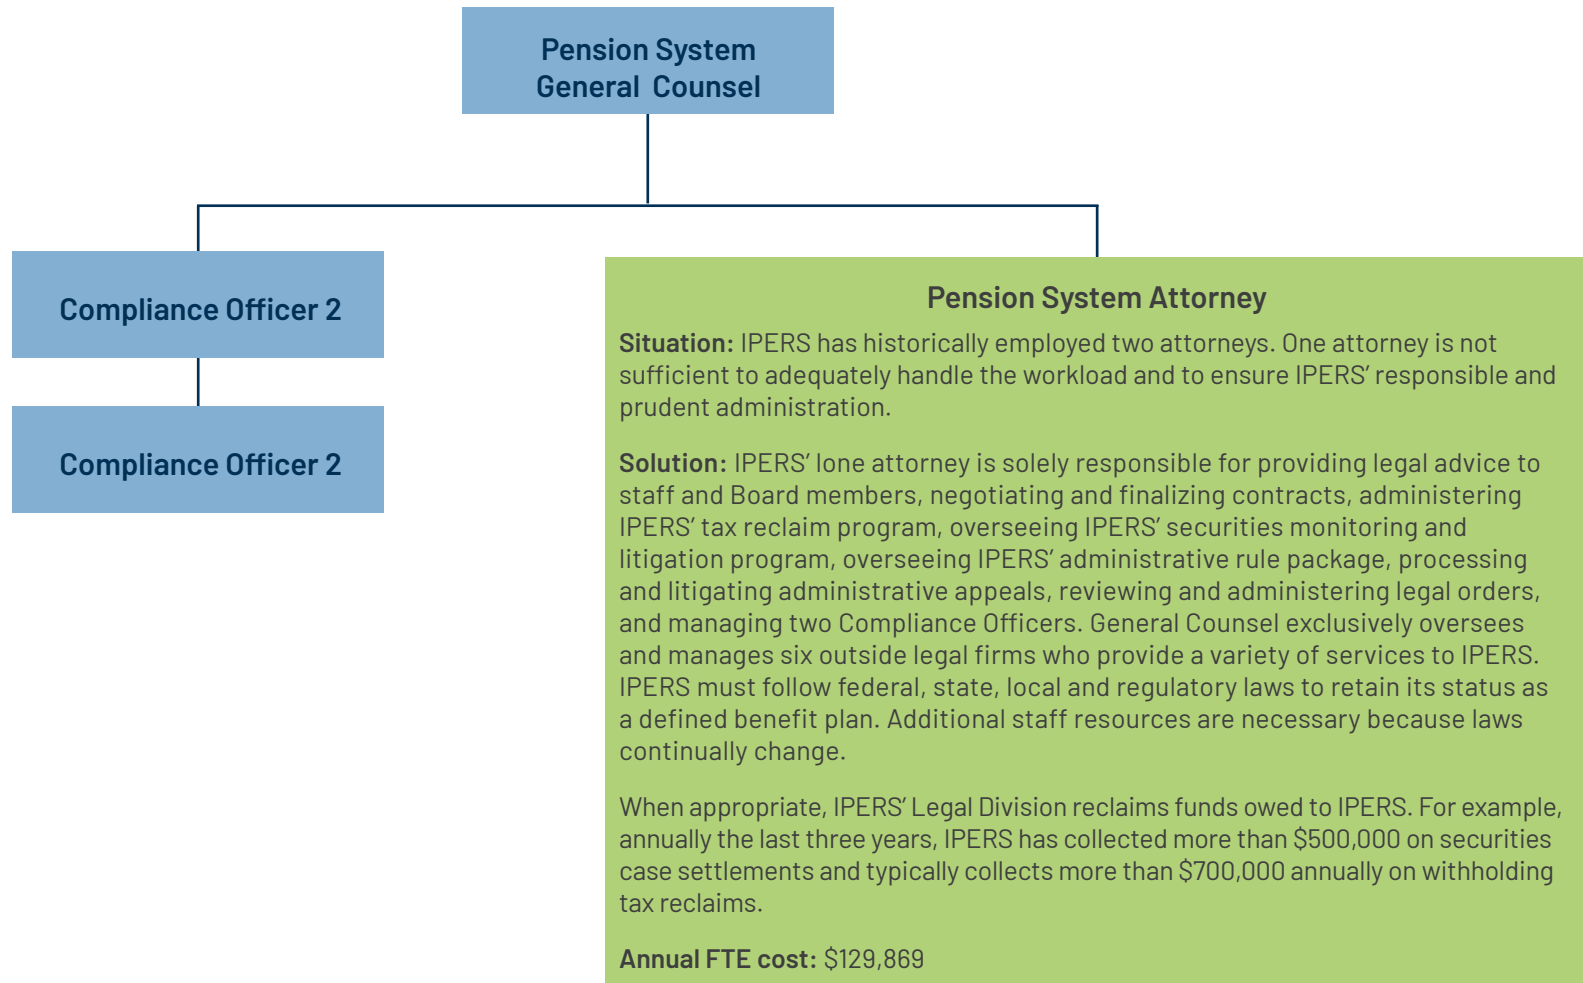 Pension System
General Counsel
Compliance Officer 2
Compliance Officer 2
Pension System Attorney
Situation: IPERS has historically employed two attorneys. One attorney is not
sufficient to adequately handle the workload and to ensure IPERS’ responsible and
prudent administration.
Solution: IPERS’ lone attorney is solely responsible for providing legal advice to
staff and Board members, negotiating and finalizing contracts, administering
IPERS’ tax reclaim program, overseeing IPERS’ securities monitoring and
litigation program, overseeing IPERS’ administrative rule package, processing
and litigating administrative appeals, reviewing and administering legal orders,
and managing two Compliance Officers. General Counsel exclusively oversees
and manages six outside legal firms who provide a variety of services to IPERS.
IPERS must follow federal, state, local and regulatory laws to retain its status as
a defined benefit plan. Additional staff resources are necessary because laws
continually change.
When appropriate, IPERS’ Legal Division reclaims funds owed to IPERS. For example,
annually the last three years, IPERS has collected more than $500,000 on securities
case settlements and typically collects more than $700,000 annually on withholding
tax reclaims.
Annual FTE cost: $129,869